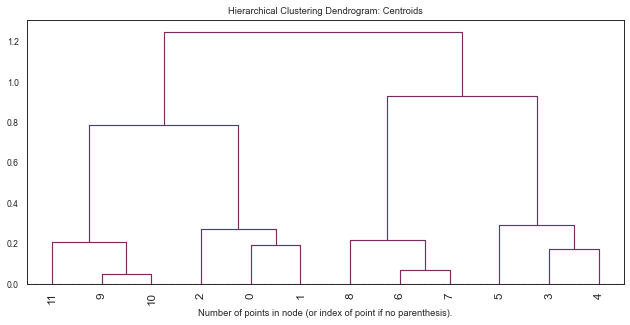 Hierarchical Clustering Dendrogram: Centroids
1.2
1.0
0.8
0.6
0.4
0.2
0.0
11 9 10 2 0 1 8 6 7 5 3 4
Number of points in node (or index of point if no parenthesis).